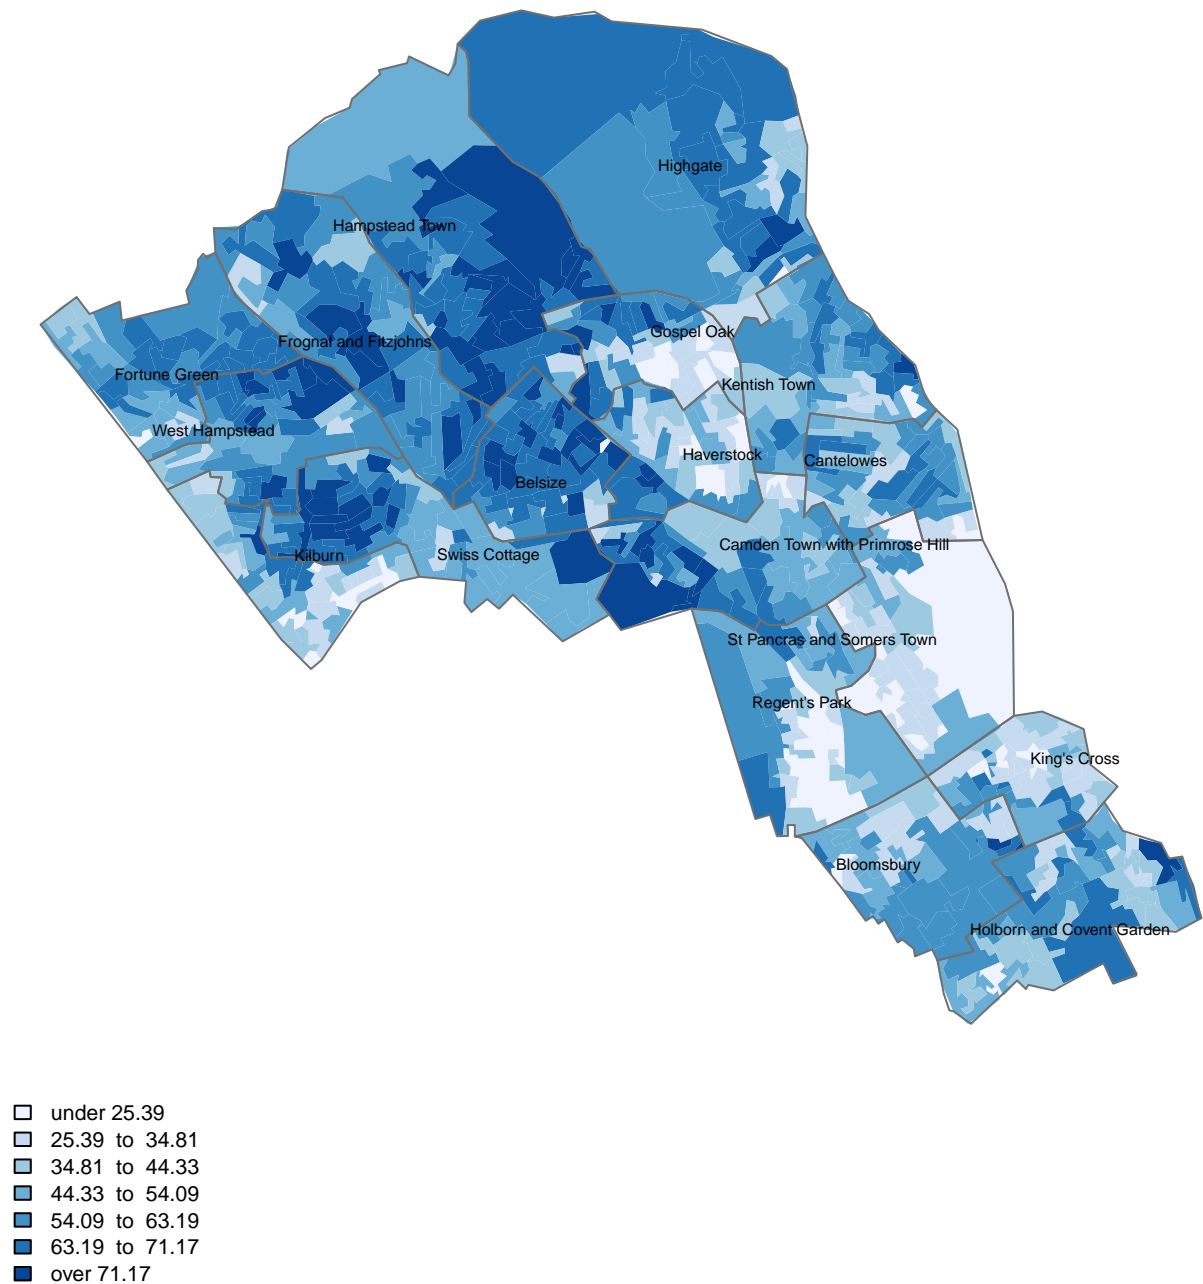 Highgate
Hampstead Town
Gospel Oak
Frognal and Fitzjohns
Fortune Green
Kentish Town
West Hampstead
Haverstock
Cantelowes
Belsize
Camden Town with Primrose Hill
Kilburn
Swiss Cottage
St Pancras and Somers Town
Regent's Park
King's Cross
Bloomsbury
Holborn and Covent Garden
under 25.39
25.39 to 34.81
34.81 to 44.33
44.33 to 54.09
54.09 to 63.19
63.19 to 71.17
over 71.17